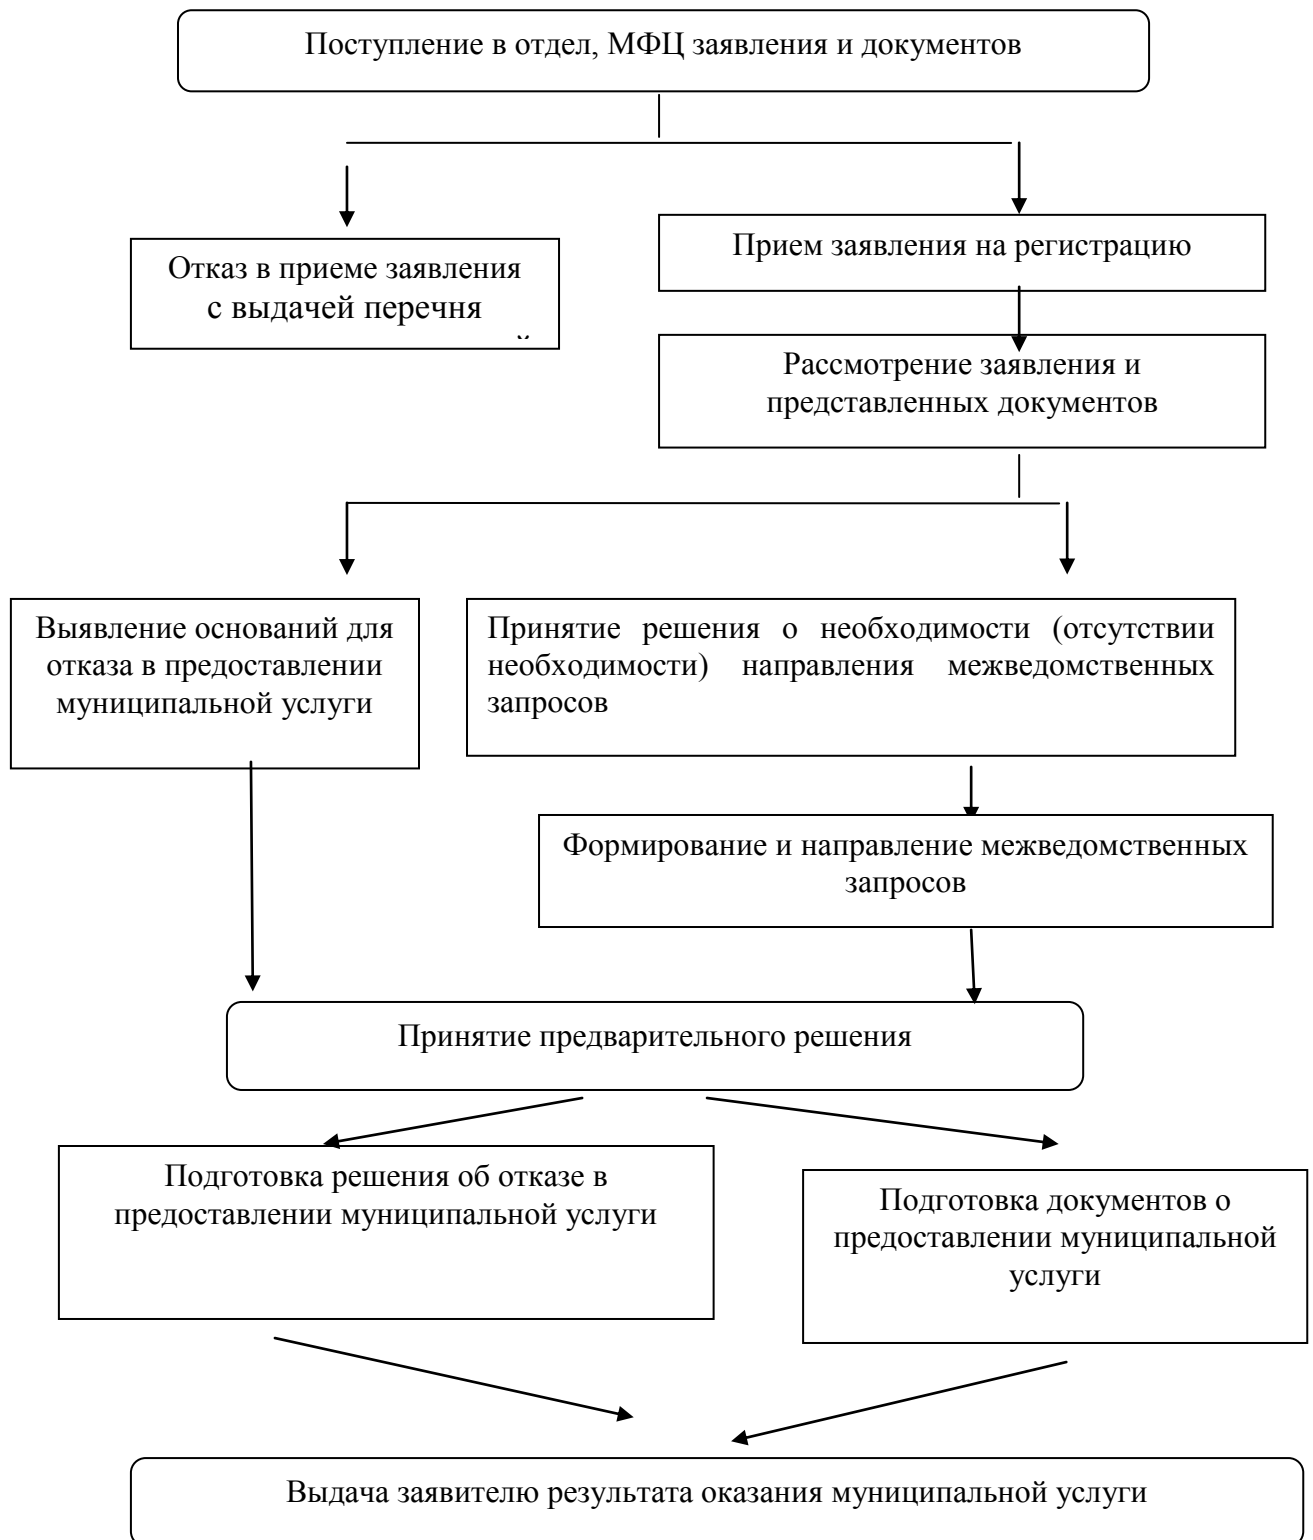 Поступление в отдел, МФЦ заявления и документов
Отказ в приеме заявления
с выдачей перечня
Прием заявления на регистрацию
Рассмотрение заявления и
представленных документов
Выявление оснований для
отказа в предоставлении
муниципальной услуги
Принятие решения о необходимости (отсутствии
необходимости) направления межведомственных
запросов
Формирование и направление межведомственных
запросов
Принятие предварительного решения
Подготовка решения об отказе в
предоставлении муниципальной услуги
Подготовка документов о
предоставлении муниципальной
услуги
Выдача заявителю результата оказания муниципальной услуги